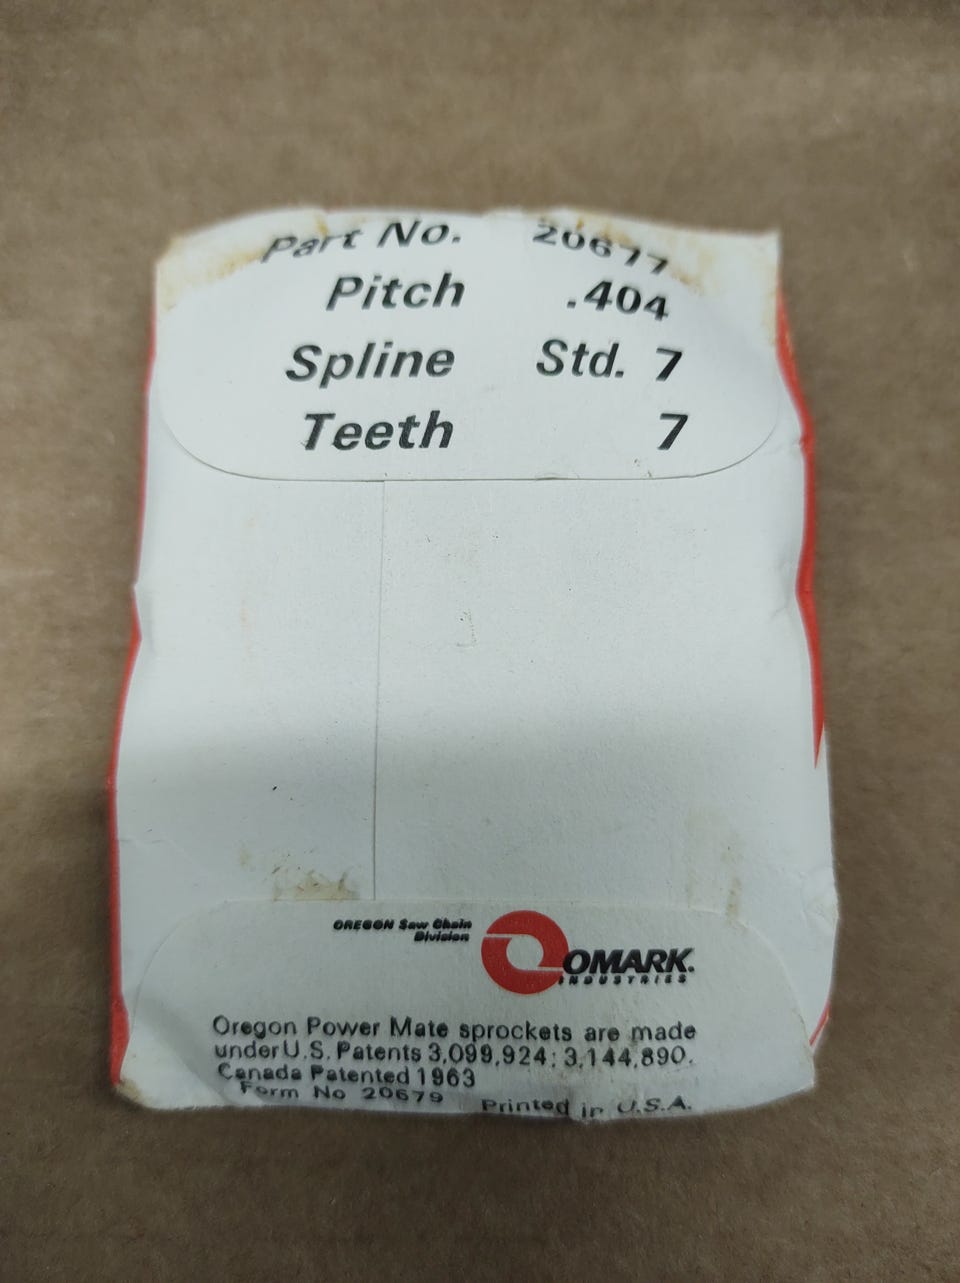 Part No. 20677
Pitch .404
Spline Std. 7
Teeth 7
OREGON Saw Chain
Division
OMARK.
INDUSTRIES
Oregon Power Mate sprockets are made
under U.S. Patents 3,099,924; 3,144,890.
Canada Patented 1963
Form No 20679 Printed in U.S.A.